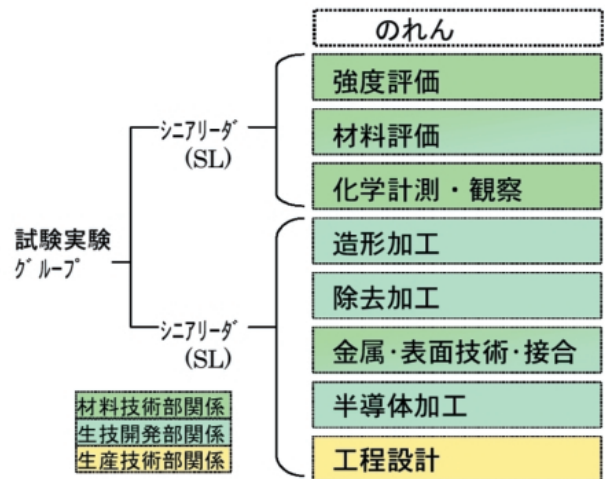 のれん
強度評価
シニアリーダ
(SL)
材料評価
化学計測・観察
試験実験
グループ
造形加工
除去加工
シニアリーダ
(SL)
金属・表面技術・接合
半導体加工
工程設計
材料技術部関係
生技開発部関係
生産技術部関係